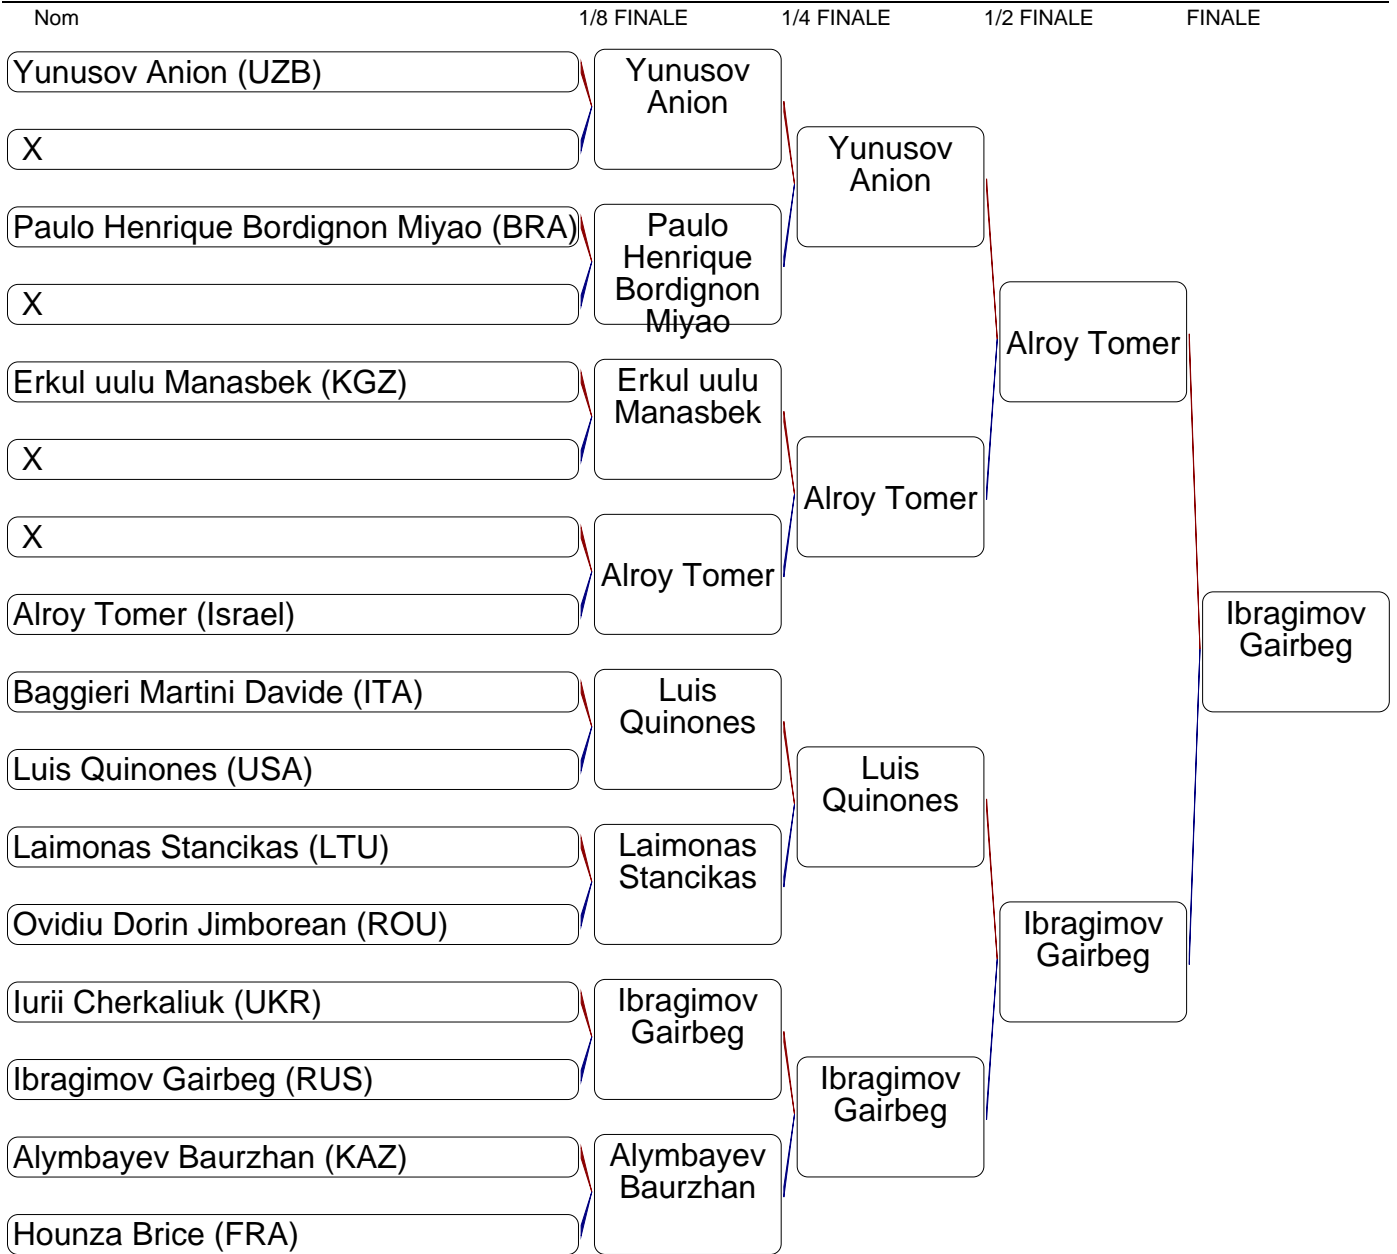 Nom 1/8 FINALE 1/4 FINALE 1/2 FINALE FINALE
Yunusov Anion (UZB)
X
Paulo Henrique Bordignon Miyao (BRA)
X
Erkul uulu Manasbek (KGZ)
X
X
Alroy Tomer (Israel)
Baggieri Martini Davide (ITA)
Luis Quinones (USA)
Laimonas Stancikas (LTU)
Ovidiu Dorin Jimborean (ROU)
Iurii Cherkaliuk (UKR)
Ibragimov Gairbeg (RUS)
Alymbayev Baurzhan (KAZ)
Hounza Brice (FRA)
Yunusov
Anion
Paulo
Henrique
Bordignon
Miyao
Erkul uulu
Manasbek
Alroy Tomer
Luis
Quinones
Laimonas
Stancikas
Ibragimov
Gairbeg
Alymbayev
Baurzhan
Yunusov
Anion
Alroy Tomer
Luis
Quinones
Ibragimov
Gairbeg
Alroy Tomer
Ibragimov
Gairbeg
Ibragimov
Gairbeg